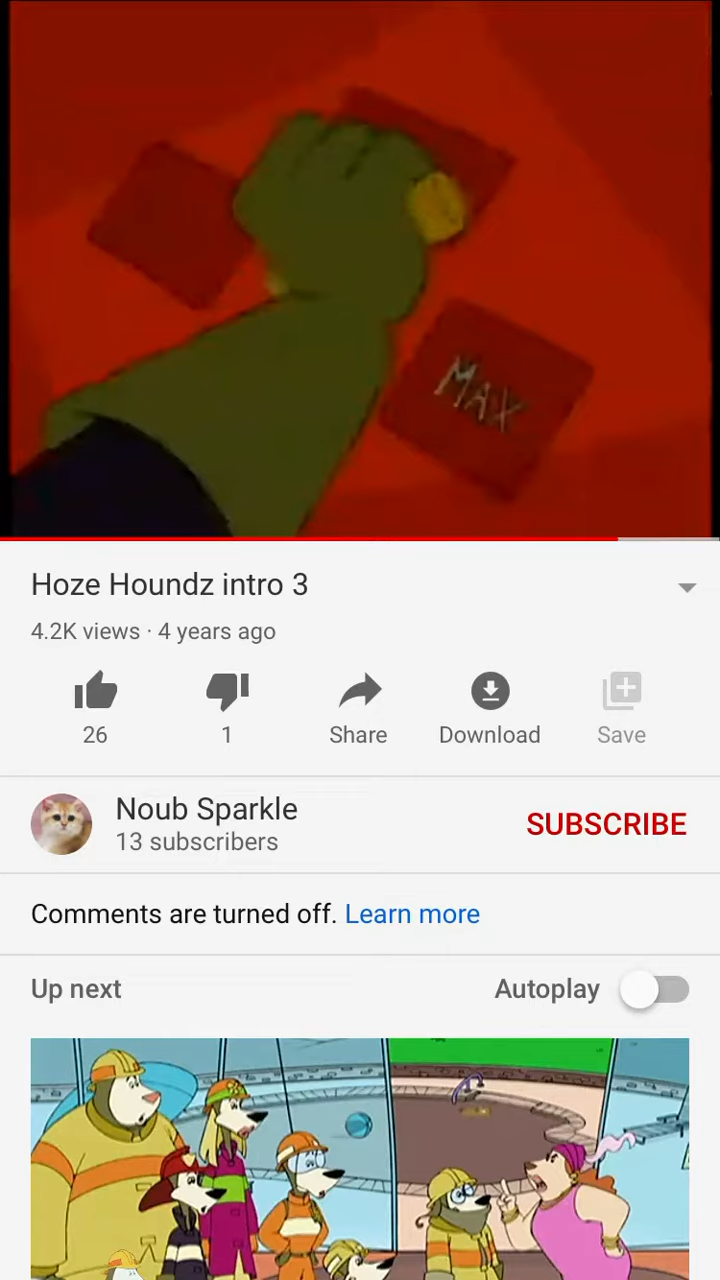 MAX
Hoze Houndz intro 3
4.2K views · 4 years ago
26
1
Share
Download
Save
Noub Sparkle
13 subscribers
SUBSCRIBE
Comments are turned off. Learn more
Up next
Autoplay